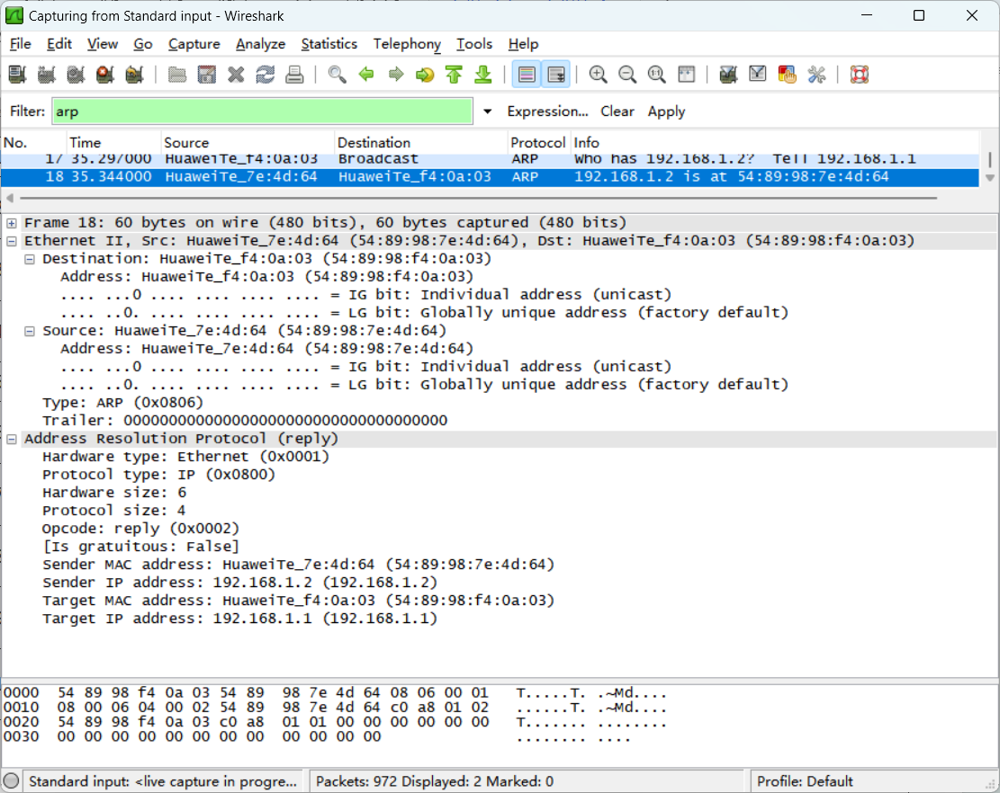 Capturing from Standard input - Wireshark
File Edit View Go Capture Analyze Statistics Telephony Tools Help
Filter: arp Expression... Clear Apply
No. Time Source Destination Protocol Info
17 35.297000 HuaweiTe_f4:0a:03 Broadcast ARP Who has 192.168.1.2? Tell 192.168.1.1
18 35.344000 HuaweiTe_7e:4d:64 HuaweiTe_f4:0a:03 ARP 192.168.1.2 is at 54:89:98:7e:4d:64
Frame 18: 60 bytes on wire (480 bits), 60 bytes captured (480 bits)
Ethernet II, Src: HuaweiTe_7e:4d:64 (54:89:98:7e:4d:64), Dst: HuaweiTe_f4:0a:03 (54:89:98:f4:0a:03)
Destination: HuaweiTe_f4:0a:03 (54:89:98:f4:0a:03)
Address: HuaweiTe_f4:0a:03 (54:89:98:f4:0a:03)
.... ...0 .... .... .... .... = IG bit: Individual address (unicast)
.... ..0. .... .... .... .... = LG bit: Globally unique address (factory default)
Source: HuaweiTe_7e:4d:64 (54:89:98:7e:4d:64)
Address: HuaweiTe_7e:4d:64 (54:89:98:7e:4d:64)
.... ...0 .... .... .... .... = IG bit: Individual address (unicast)
.... ..0. .... .... .... .... = LG bit: Globally unique address (factory default)
Type: ARP (0x0806)
Trailer: 000000000000000000000000000000000000
Address Resolution Protocol (reply)
Hardware type: Ethernet (0x0001)
Protocol type: IP (0x0800)
Hardware size: 6
Protocol size: 4
Opcode: reply (0x0002)
[Is gratuitous: False]
Sender MAC address: HuaweiTe_7e:4d:64 (54:89:98:7e:4d:64)
Sender IP address: 192.168.1.2 (192.168.1.2)
Target MAC address: HuaweiTe_f4:0a:03 (54:89:98:f4:0a:03)
Target IP address: 192.168.1.1 (192.168.1.1)
0000 54 89 98 f4 0a 03 54 89 98 7e 4d 64 08 06 00 01 T.....T. .~Md....
0010 08 00 06 04 00 02 54 89 98 7e 4d 64 c0 a8 01 02 ......T. .~Md....
0020 54 89 98 f4 0a 03 c0 a8 01 01 00 00 00 00 00 00 T....... ........
0030 00 00 00 00 00 00 00 00 00 00 00 00 ........ ....
Standard input: <live capture in progre... Packets: 972 Displayed: 2 Marked: 0 Profile: Default